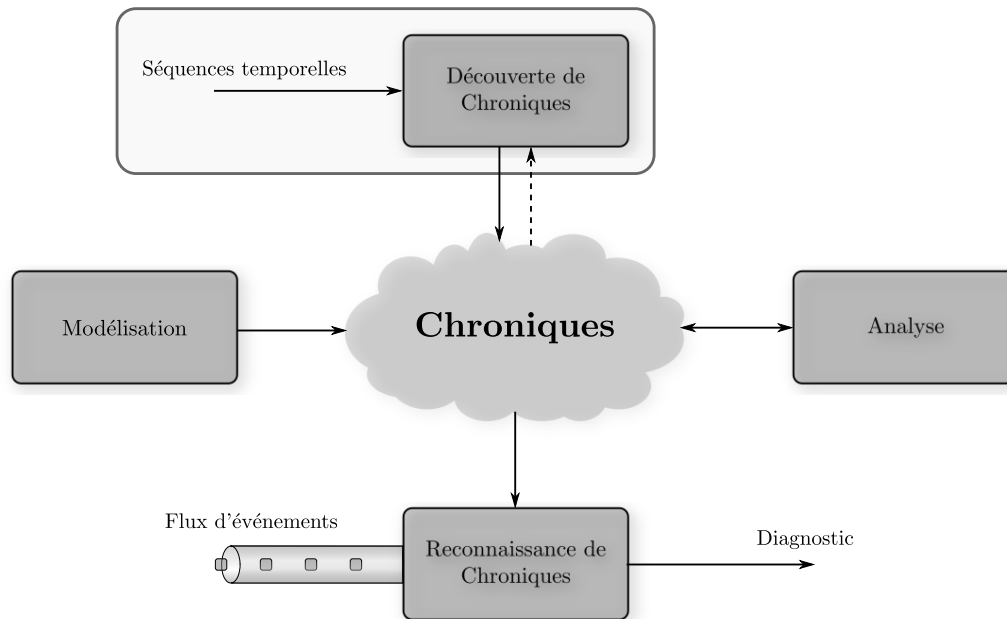 Séquences temporelles
Découverte de
Chroniques
Modélisation
Chroniques
Analyse
Flux d'événements
Reconnaissance de
Chroniques
Diagnostic